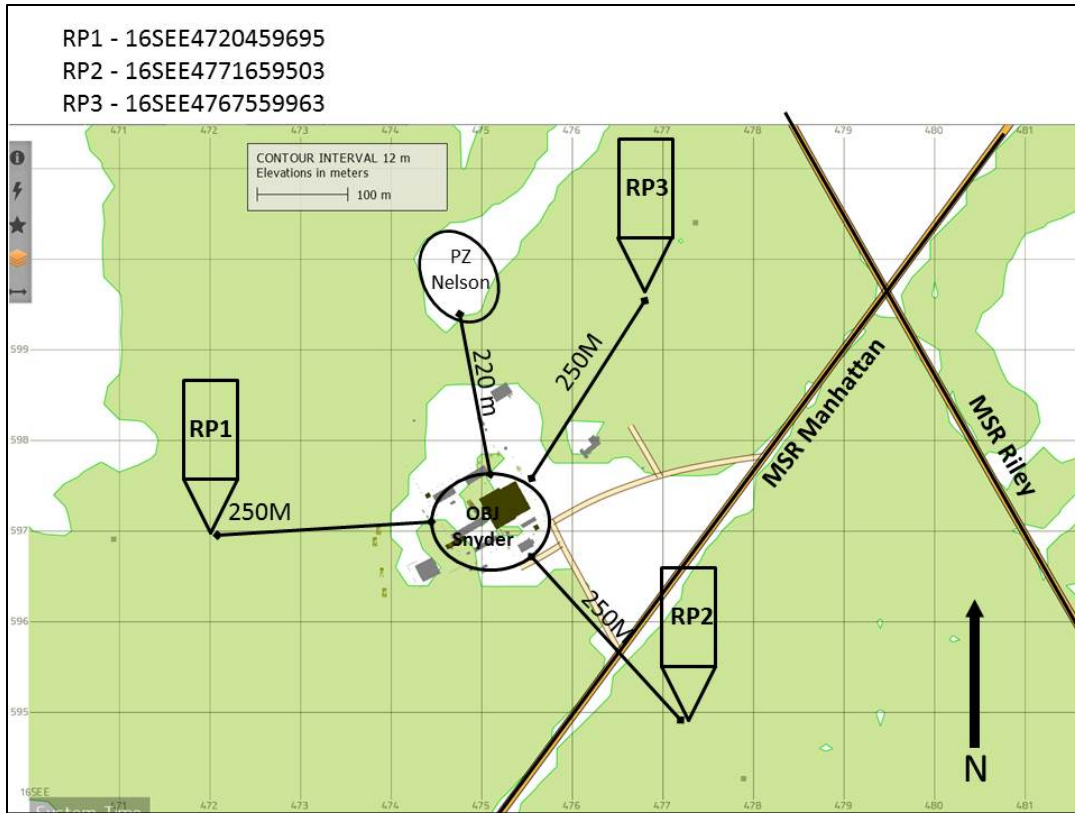 RP1 - 16SEE4720459695
RP2 - 16SEE4771659503
RP3 - 16SEE4767559963
471 472 473 474 475 476 477 478 479 480 481
CONTOUR INTERVAL 12 m
Elevations in meters
100 m
RP3
PZ
Nelson
599
220 m
250M
MSR Manhattan
MSR Riley
RP1
598
250M
597
OBJ
Snyder
250M
RP2
596
595
N
16SEE
471 472 473 474 475 476 477 478 479 480 481
System Time